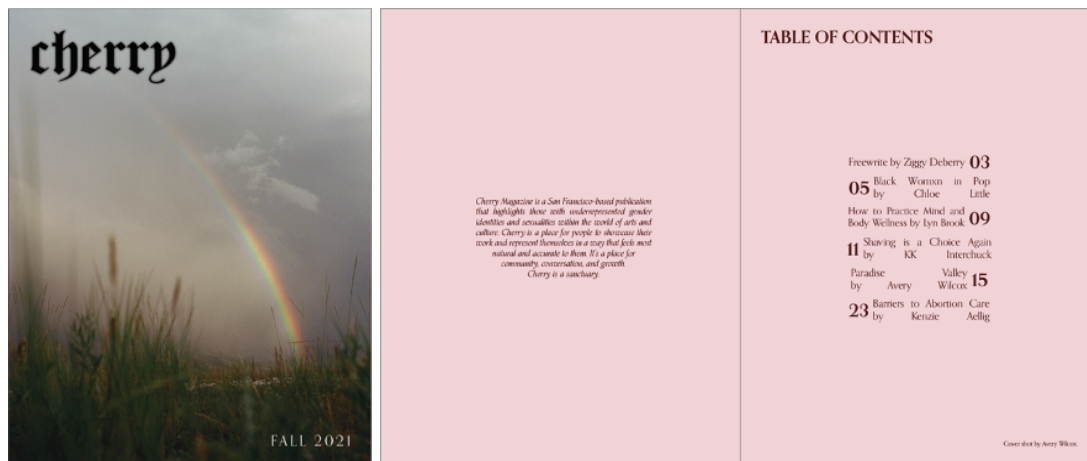 cherry
FALL 2021
Cherry Magazine is a San Francisco-based publication
that highlights those with underrepresented gender
identities and sexualities within the world of arts and
culture. Cherry is a place for people to showcase their
work and represent themselves in a way that feels most
natural and accurate to them. It's a place for
community, conversation, and growth.
Cherry is a sanctuary.
TABLE OF CONTENTS
Freewrite by Ziggy Deberry 03
05 Black Womxn in Pop
by Chloe Little
How to Practice Mind and
Body Wellness by Lyn Brook 09
11 Shaving is a Choice Again
by KK Interchuck
Paradise Valley
by Avery Wilcox 15
23 Barriers to Abortion Care
by Kenzie Aellig
Cover shot by Avery Wilcox.